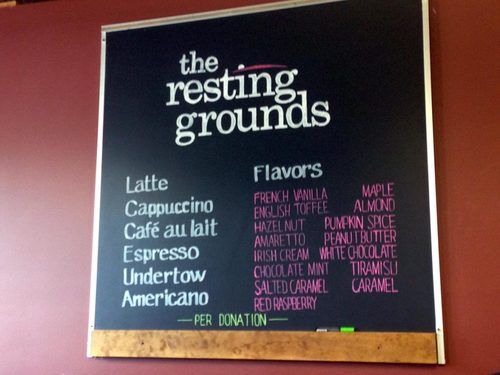 the
resting
grounds
Latte
Cappuccino
Café au lait
Espresso
Undertow
Americano
Flavors
FRENCH VANILLA
ENGLISH TOFFEE
HAZELNUT
AMARETTO
IRISH CREAM
CHOCOLATE MINT
SALTED CARAMEL
RED RASPBERRY
MAPLE
ALMOND
PUMPKIN SPICE
PEANUT BUTTER
WHITE CHOCOLATE
TIRAMISU
CARAMEL
— PER DONATION —